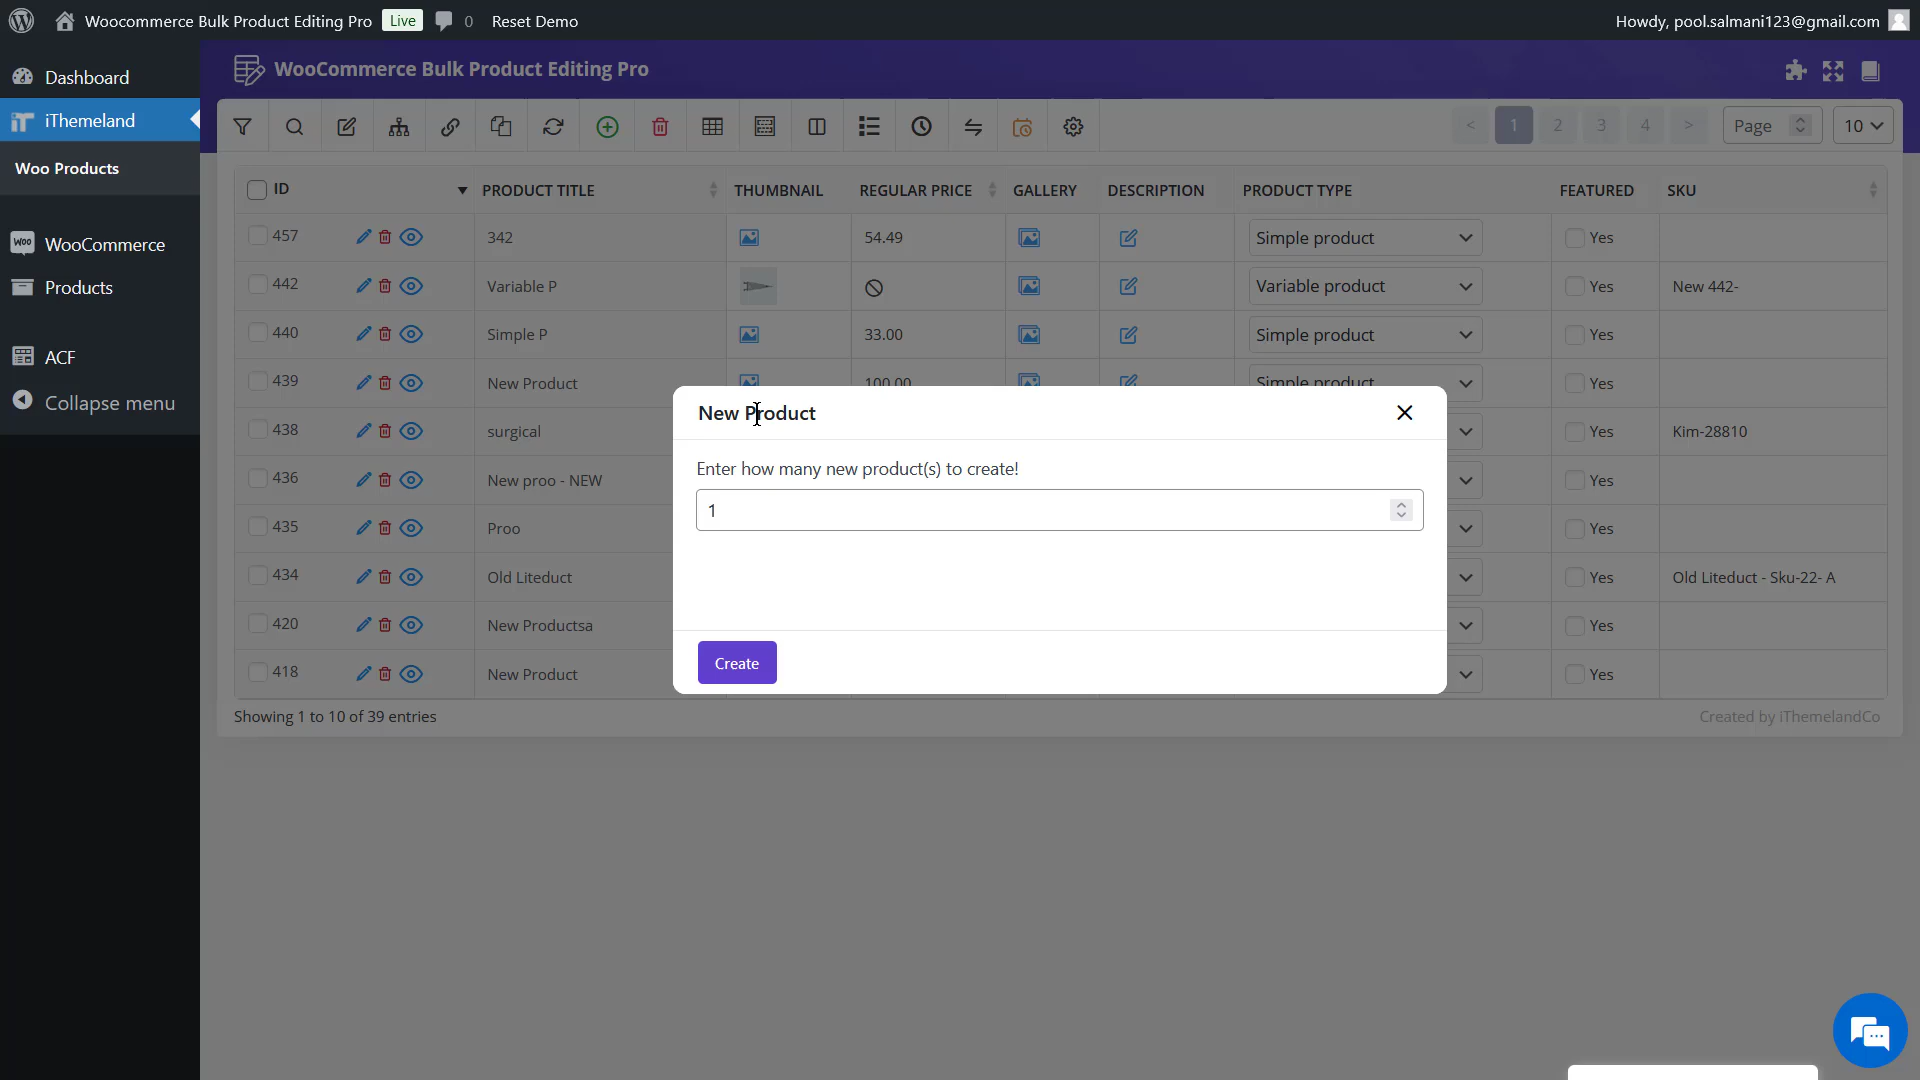 Woocommerce Bulk Product Editing Pro Live 0 Reset Demo
Howdy, pool.salmani123@gmail.com
Dashboard
iThemeland
Woo Products
WooCommerce
Products
ACF
Collapse menu
WooCommerce Bulk Product Editing Pro
< 1 2 3 4 > Page 10
ID PRODUCT TITLE THUMBNAIL REGULAR PRICE GALLERY DESCRIPTION PRODUCT TYPE FEATURED SKU
457 342 54.49 Simple product Yes
442 Variable P Variable product Yes New 442-
440 Simple P 33.00 Simple product Yes
439 New Product 100.00 Simple product Yes
438 surgical Yes Kim-28810
436 New proo - NEW Yes
435 Proo Yes
434 Old Liteduct Yes Old Liteduct - Sku-22- A
420 New Productsa Yes
418 New Product Yes
Showing 1 to 10 of 39 entries
Created by iThemelandCo
New Product
Enter how many new product(s) to create!
1
Create